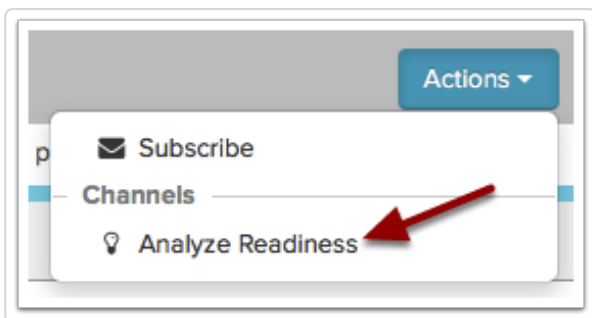 Actions
p
Subscribe
Channels
Analyze Readiness